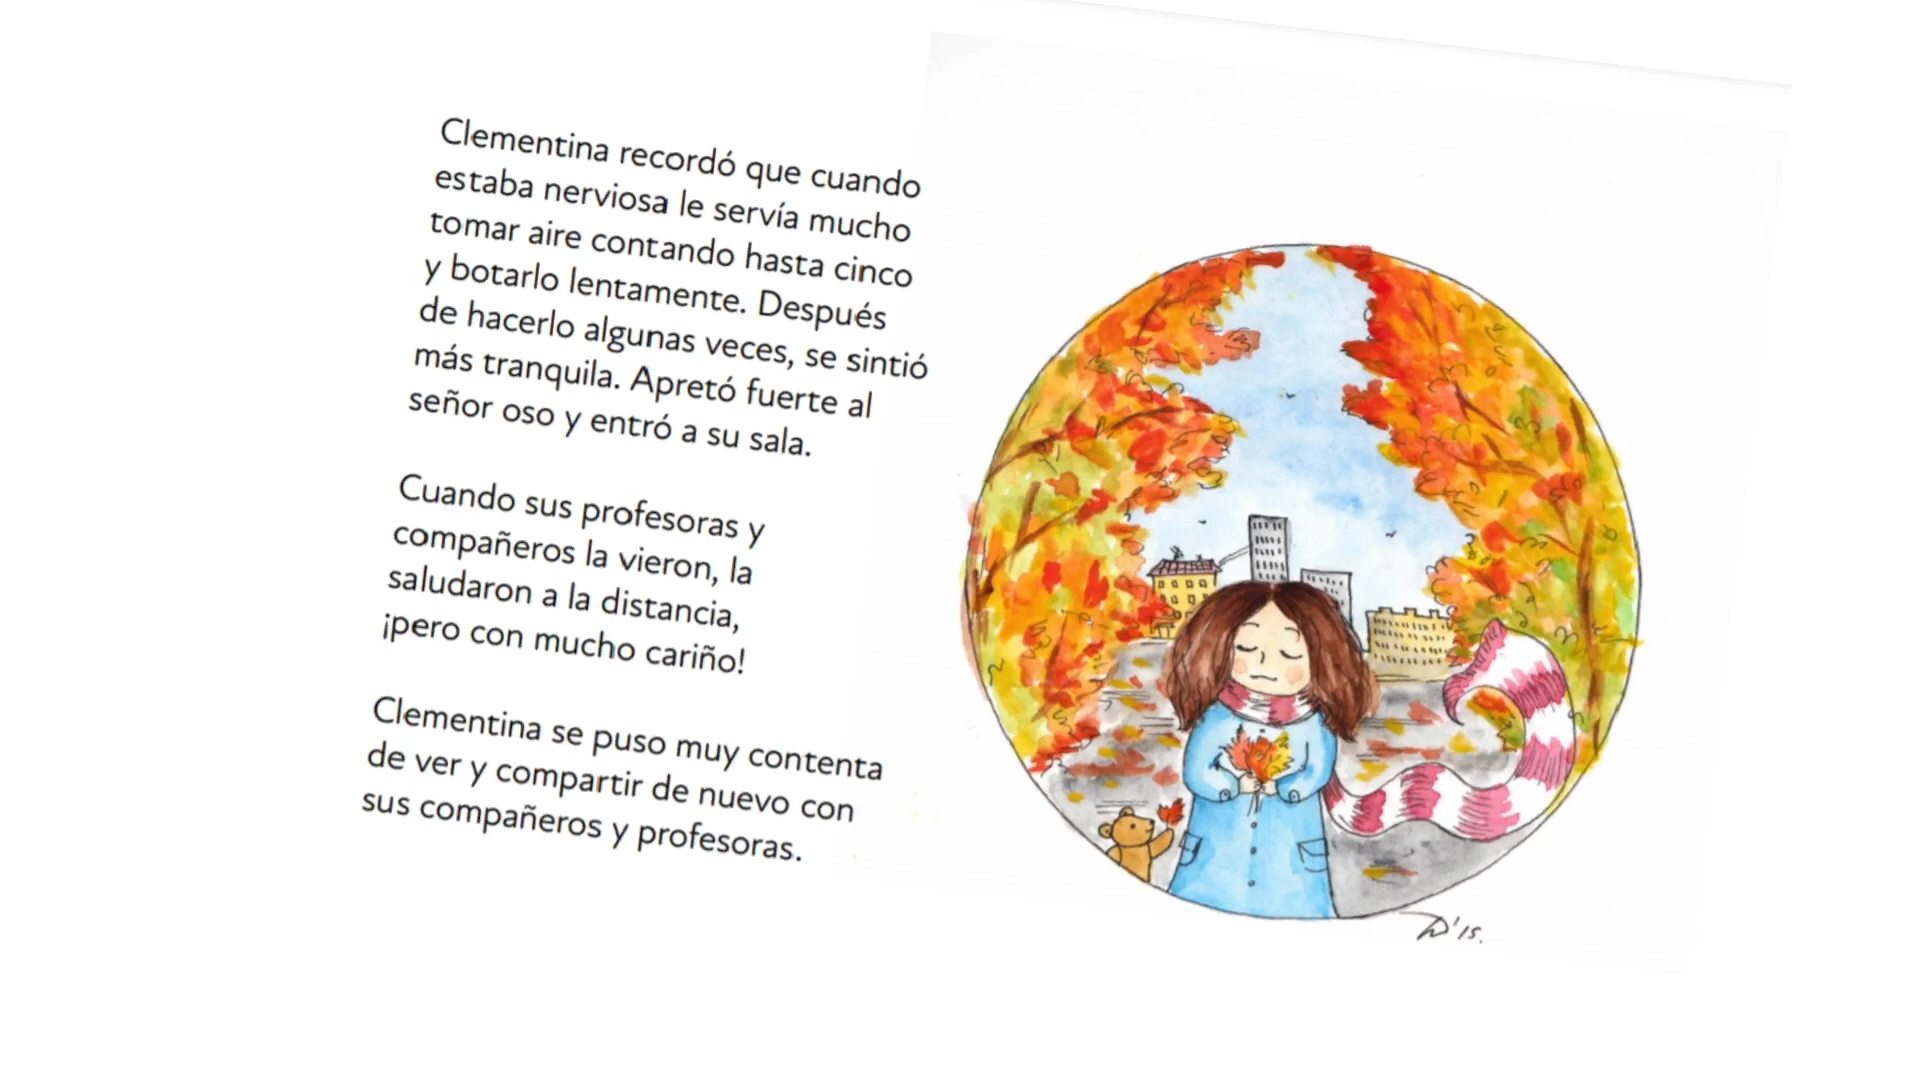 Clementina recordó que cuando
estaba nerviosa le servía mucho
tomar aire contando hasta cinco
y botarlo lentamente. Después
de hacerlo algunas veces, se sintió
más tranquila. Apretó fuerte al
señor oso y entró a su sala.
Cuando sus profesoras y
compañeros la vieron, la
saludaron a la distancia,
¡pero con mucho cariño!
Clementina se puso muy contenta
de ver y compartir de nuevo con
sus compañeros y profesoras.